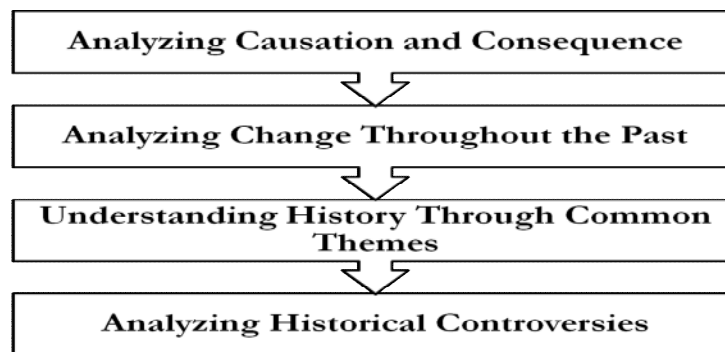 Analyzing Causation and Consequence
Analyzing Change Throughout the Past
Understanding History Through Common
Themes
Analyzing Historical Controversies